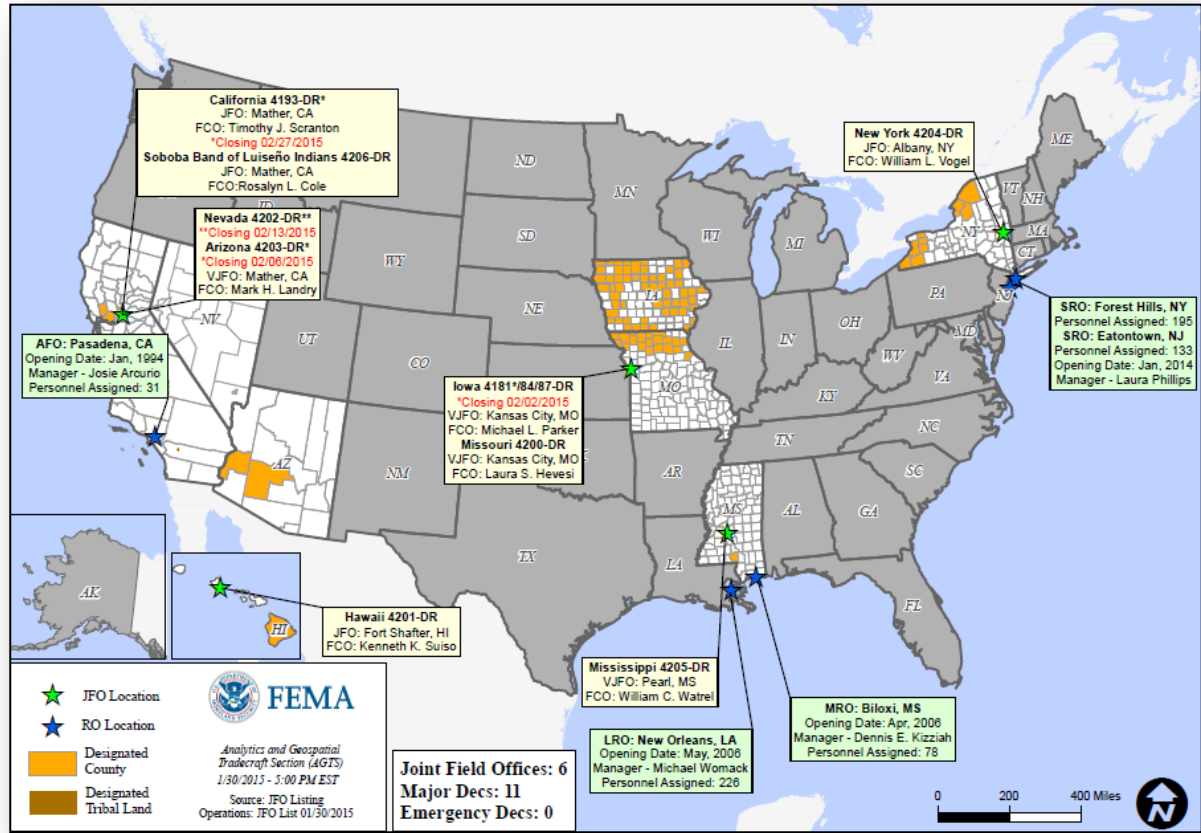 California 4193-DR*
JFO: Mather, CA
FCO: Timothy J. Scranton
*Closing 02/27/2015
Soboba Band of Luiseño Indians 4206-DR
JFO: Mather, CA
FCO:Rosalyn L. Cole
Nevada 4202-DR**
**Closing 02/13/2015
Arizona 4203-DR*
*Closing 02/06/2015
VJFO: Mather, CA
FCO: Mark H. Landry
AFO: Pasadena, CA
Opening Date: Jan, 1994
Manager - Josie Arcurio
Personnel Assigned: 31
New York 4204-DR
JFO: Albany, NY
FCO: William L. Vogel
SRO: Forest Hills, NY
Personnel Assigned: 195
SRO: Eatontown, NJ
Personnel Assigned: 133
Opening Date: Jan, 2014
Manager - Laura Phillips
Iowa 4181*/84/87-DR
*Closing 02/02/2015
VJFO: Kansas City, MO
FCO: Michael L. Parker
Missouri 4200-DR
VJFO: Kansas City, MO
FCO: Laura S. Hevesi
Hawaii 4201-DR
JFO: Fort Shafter, HI
FCO: Kenneth K. Suiso
Mississippi 4205-DR
VJFO: Pearl, MS
FCO: William C. Watrel
LRO: New Orleans, LA
Opening Date: May, 2006
Manager - Michael Womack
Personnel Assigned: 226
MRO: Biloxi, MS
Opening Date: Apr, 2006
Manager - Dennis E. Kizziah
Personnel Assigned: 78
ND
MN
SD
WI
MI
WY
NE
IA
NV
UT
CO
IL
IN
OH
PA
NY
VT
NH
ME
MA
CT
NJ
MD
WV
VA
KY
MO
TN
NC
SC
AZ
NM
AR
MS
AL
GA
TX
LA
FL
AK
HI
JFO Location
RO Location
Designated
County
Designated
Tribal Land
FEMA
Analytics and Geospatial
Tradecraft Section (AGTS)
1/30/2015 - 5:00 PM EST
Source: JFO Listing
Operations: JFO List 01/30/2015
Joint Field Offices: 6
Major Decs: 11
Emergency Decs: 0
0 200 400 Miles
N